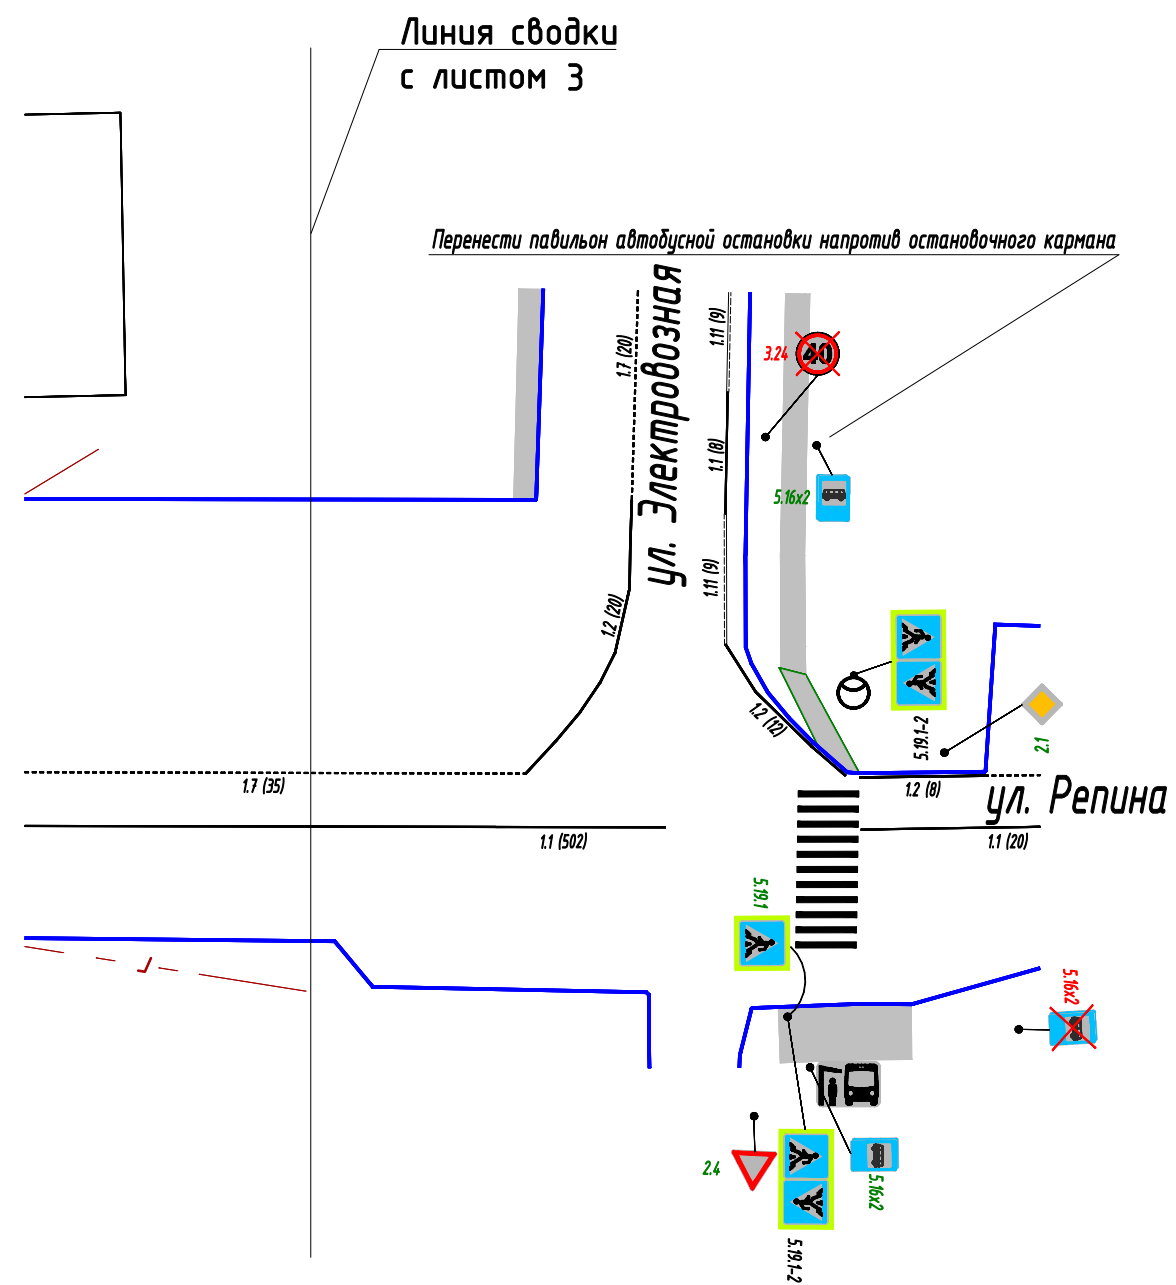 Линия сводки
с листом 3
Перенести павильон автобусной остановки напротив остановочного кармана
1.7 (20)
ул. Электровозная
1.11 (9)
3.24
40
1.1 (8)
5.16х2
1.11 (9)
1.2 (20)
1.2 (12)
5.19.1-2
2.1
1.7 (35)
1.2 (8)
ул. Репина
1.1 (502)
1.1 (20)
5.19.1
5.16х2
2.4
5.16х2
5.19.1-2